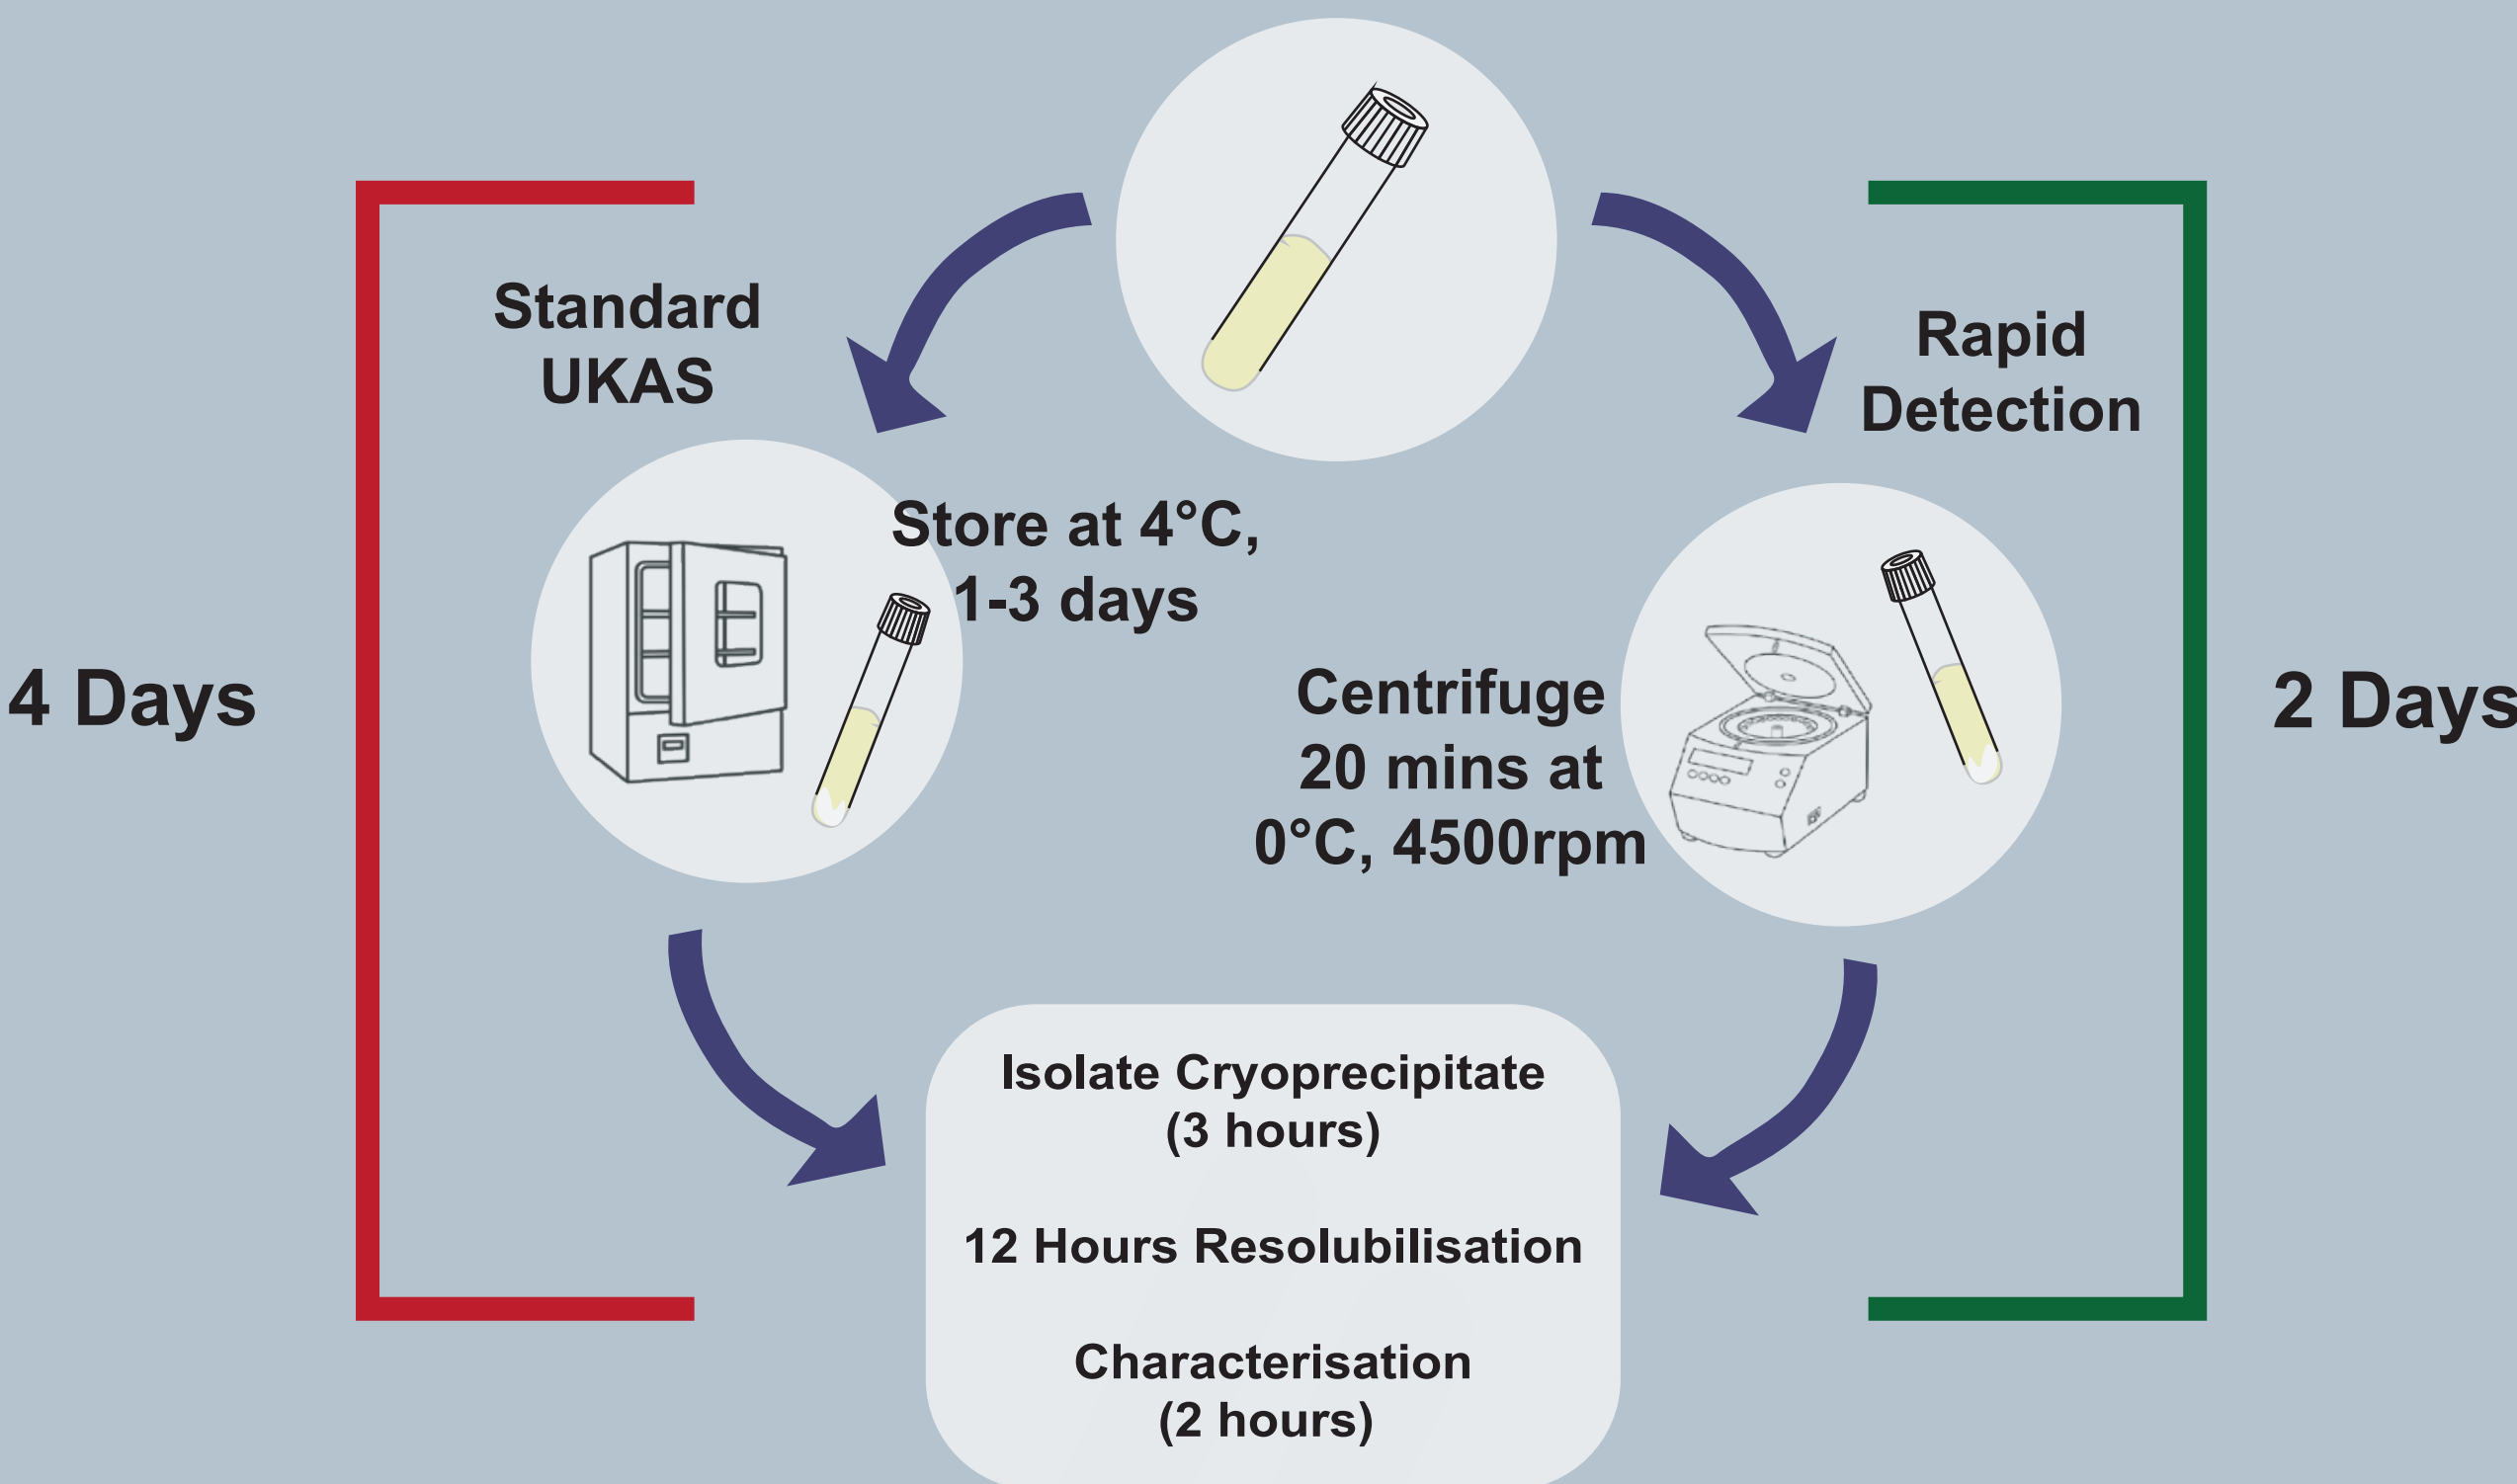 Standard
UKAS
Rapid
Detection
Store at 4°C,
1-3 days
4 Days
Centrifuge
20 mins at
0°C, 4500rpm
2 Days
Isolate Cryoprecipitate
(3 hours)
12 Hours Resolubilisation
Characterisation
(2 hours)